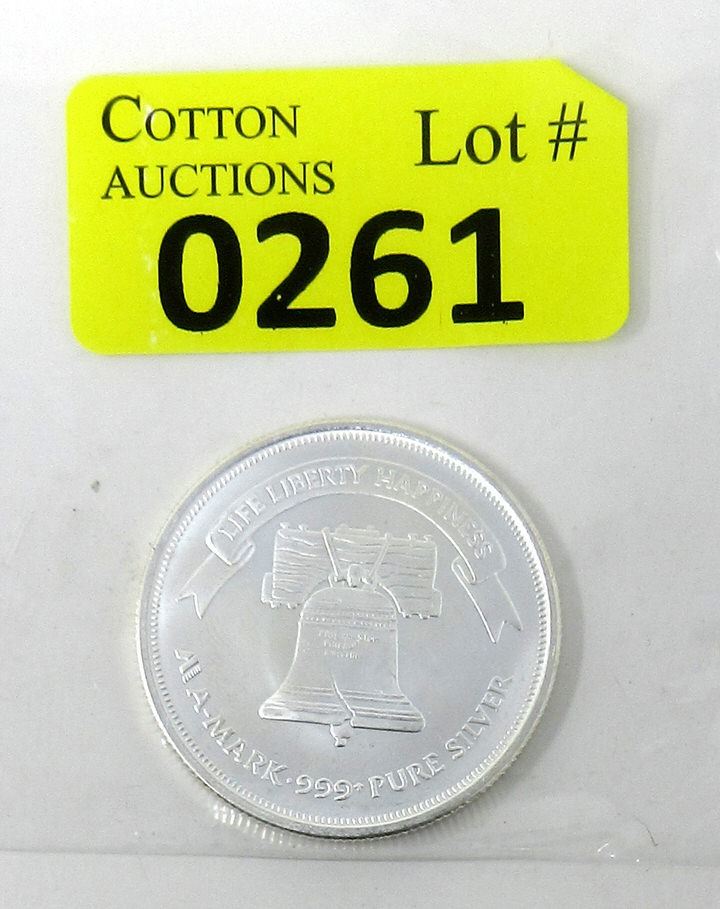 COTTON
AUCTIONS
Lot #
0261
LIFE LIBERTY HAPPINESS
A-MARK · 999+ PURE SILVER